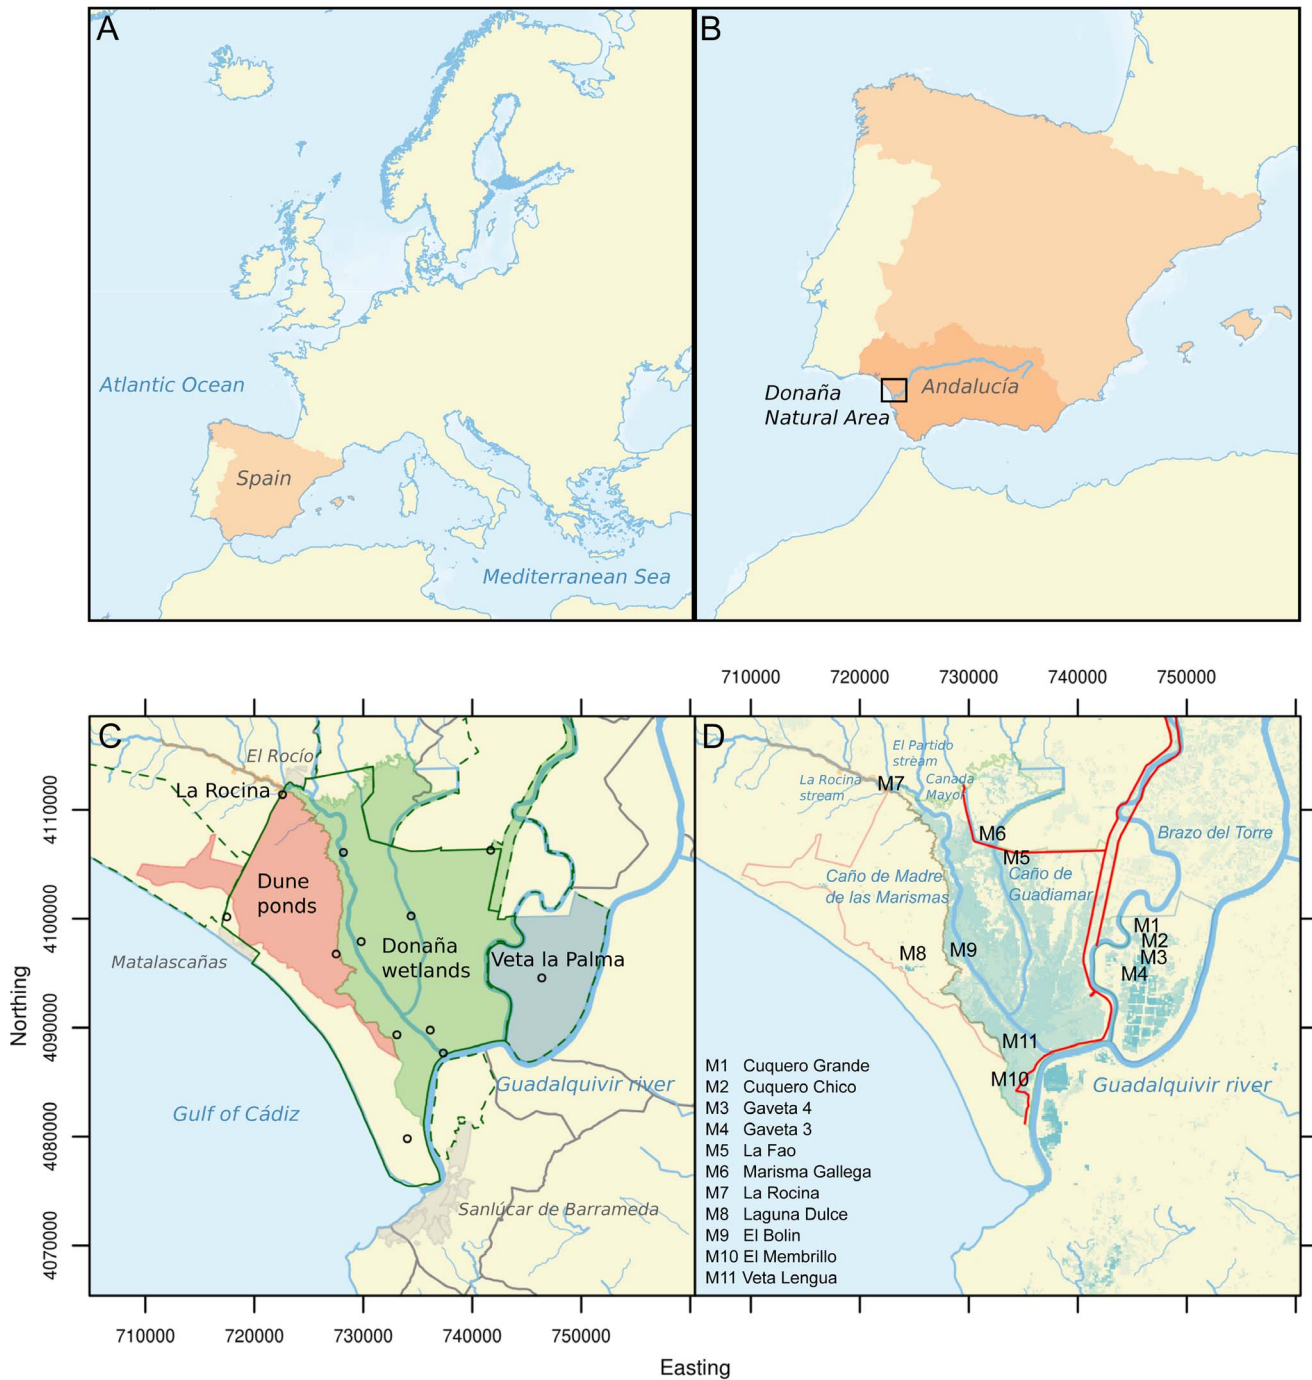 A
Atlantic Ocean
Spain
Mediterranean Sea
B
Donaña
Natural Area
Andalucía
710000 720000 730000 740000 750000
C
El Rocío
La Rocina
Dune
ponds
Donaña
wetlands
Veta la Palma
Matalascañas
Guadalquivir river
Gulf of Cádiz
Sanlúcar de Barrameda
4110000
4100000
4090000
4080000
4070000
Northing
710000 720000 730000 740000 750000
Easting
D
El Partido
stream
La Rocina
stream
M7
Canada
Mayor
M6
M5
Brazo del Torre
Caño de Madre
de las Marismas
Caño de
Guadiamar
M1
M2
M3
M4
M8
M9
M11
M10
Guadalquivir river
M1 Cuquero Grande
M2 Cuquero Chico
M3 Gaveta 4
M4 Gaveta 3
M5 La Fao
M6 Marisma Gallega
M7 La Rocina
M8 Laguna Dulce
M9 El Bolin
M10 El Membrillo
M11 Veta Lengua